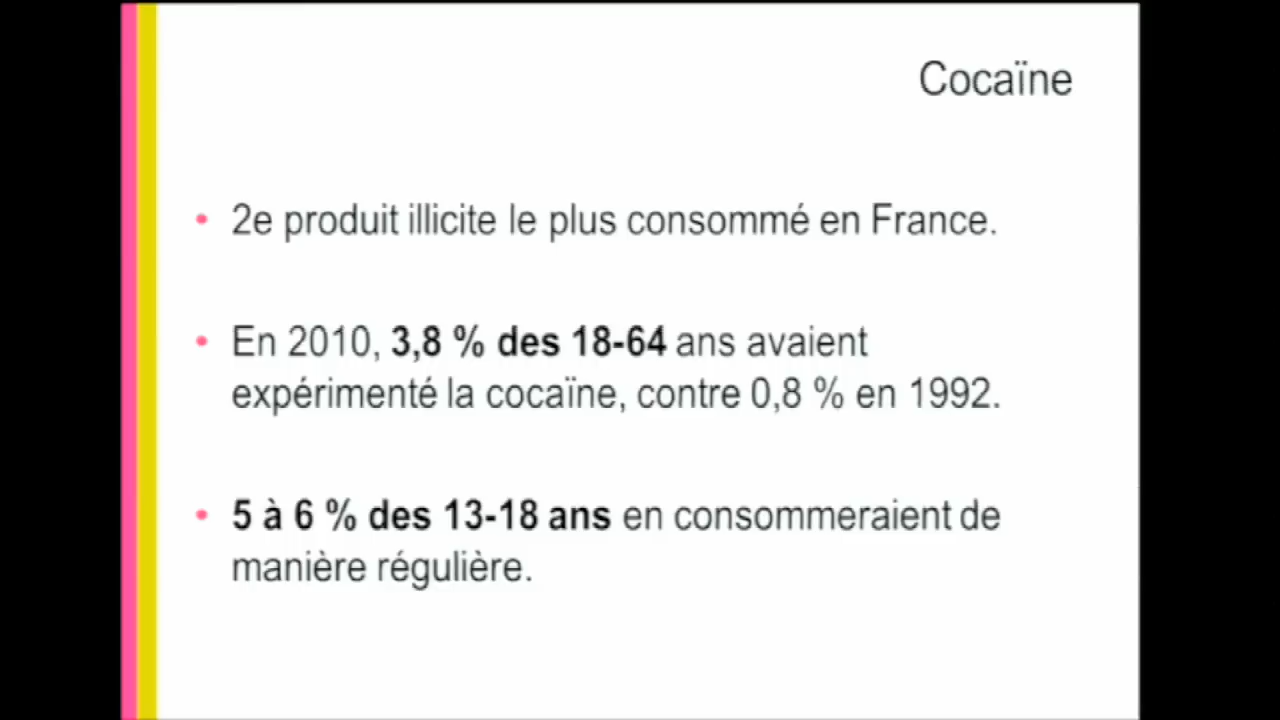 Cocaïne
• 2e produit illicite le plus consommé en France.
• En 2010, 3,8 % des 18-64 ans avaient
expérimenté la cocaïne, contre 0,8 % en 1992.
• 5 à 6 % des 13-18 ans en consommeraient de
manière régulière.